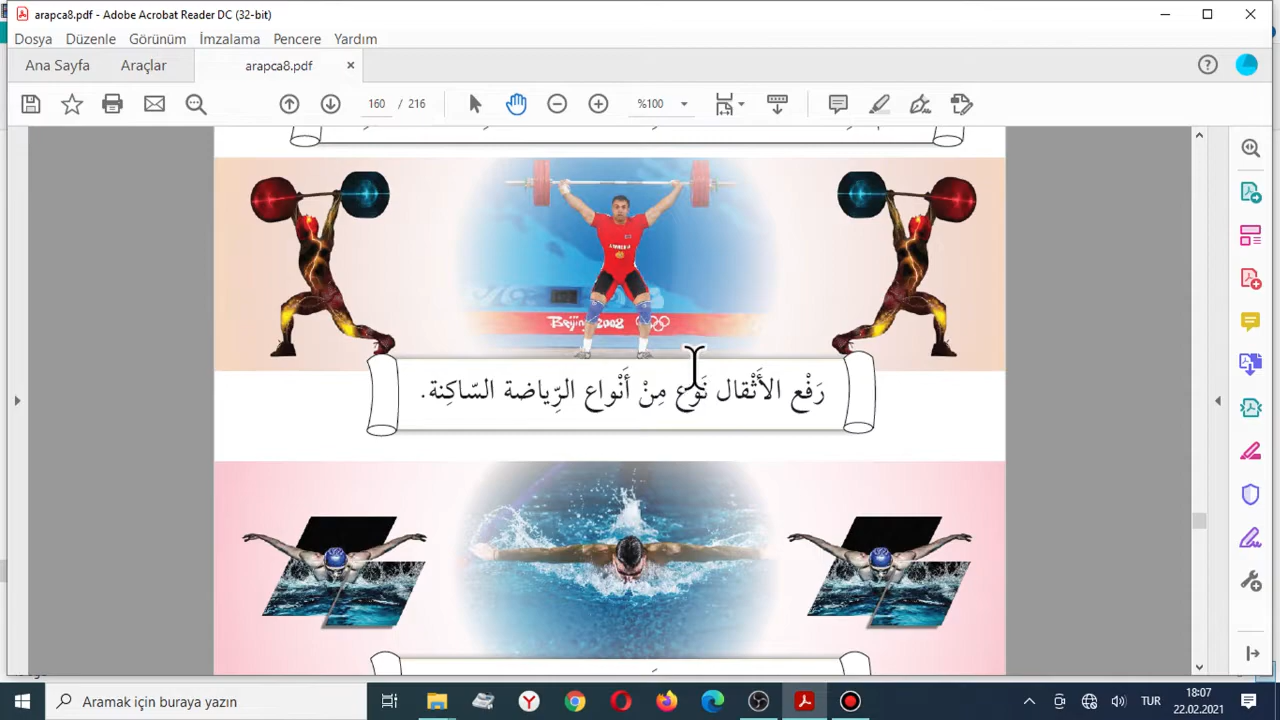 arapca8.pdf - Adobe Acrobat Reader DC (32-bit)
Dosya Düzenle Görünüm İmzalama Pencere Yardım
Ana Sayfa Araçlar arapca8.pdf
160 / 216 %100
Beijing 2008
رَفْع الأَثْقال نَوْع مِنْ أَنْواع الرِّياضة السّاكِنة.
Aramak için buraya yazın
TUR
18:07
22.02.2021